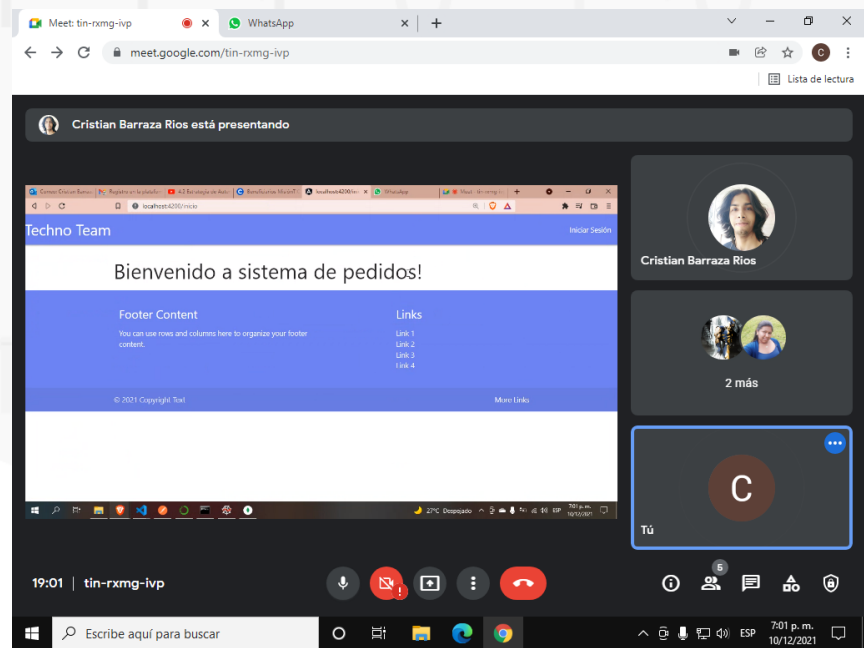 Meet: tin-rxmg-ivp
WhatsApp
meet.google.com/tin-rxmg-ivp
C
Lista de lectura
Cristian Barraza Rios está presentando
WhatsApp
localhost:4200/inicio
Techno Team
Iniciar Sesión
Bienvenido a sistema de pedidos!
Footer Content
Links
You can use rows and columns here to organize your footer
content.
Link 1
Link 2
Link 3
Link 4
© 2021 Copyright Text
More Links
27°C Despejado
ESP
7:01 p. m.
10/12/2021
Cristian Barraza Rios
2 más
C
Tú
19:01 | tin-rxmg-ivp
5
Escribe aquí para buscar
ESP
7:01 p. m.
10/12/2021